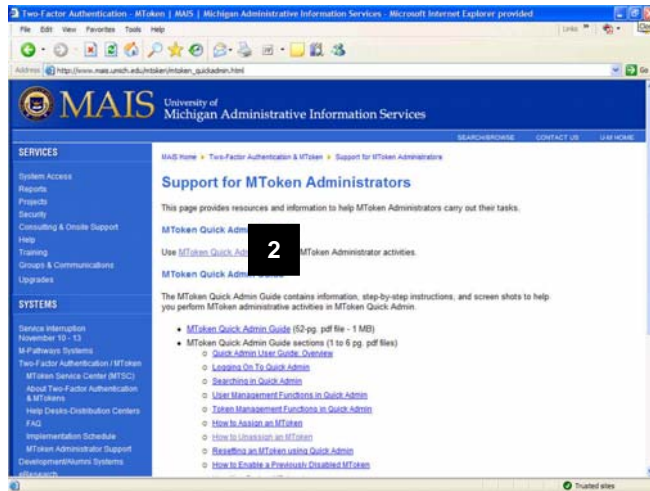 Two-Factor Authentication - MToken | MAIS | Michigan Administrative Information Services - Microsoft Internet Explorer provided
File Edit View Favorites Tools Help
Links
Address http://www.mais.umich.edu/mtoken/mtoken_quickadmin.html
Go
MAIS University of
Michigan Administrative Information Services
SEARCH/BROWSE CONTACT US U-M HOME
SERVICES
System Access
Reports
Projects
Security
Consulting & Onsite Support
Help
Training
Groups & Communications
Upgrades
SYSTEMS
Service Interruption
November 10 - 13
M-Pathways Systems
Two-Factor Authentication / MToken
MToken Service Center (MTSC)
About Two-Factor Authentication
& MTokens
Help Desks-Distribution Centers
FAQ
Implementation Schedule
MToken Administrator Support
Development/Alumni Systems
eResearch
MAIS Home Two-Factor Authentication & MToken Support for MToken Administrators
Support for MToken Administrators
This page provides resources and information to help MToken Administrators carry out their tasks.
MToken Quick
Use MToken Quick MToken Administrator activities.
2
MToken Quick Admin Guide
The MToken Quick Admin Guide contains information, step-by-step instructions, and screen shots to help
you perform MToken administrative activities in MToken Quick Admin.
• MToken Quick Admin Guide (52-pg. pdf file - 1 MB)
• MToken Quick Admin Guide sections (1 to 6 pg. pdf files)
Quick Admin User Guide: Overview
Logging On To Quick Admin
Searching in Quick Admin
User Management Functions in Quick Admin
Token Management Functions in Quick Admin
How to Assign an MToken
How to Unassign an MToken
Resetting an MToken using Quick Admin
How to Enable a Previously Disabled MToken
Trusted sites